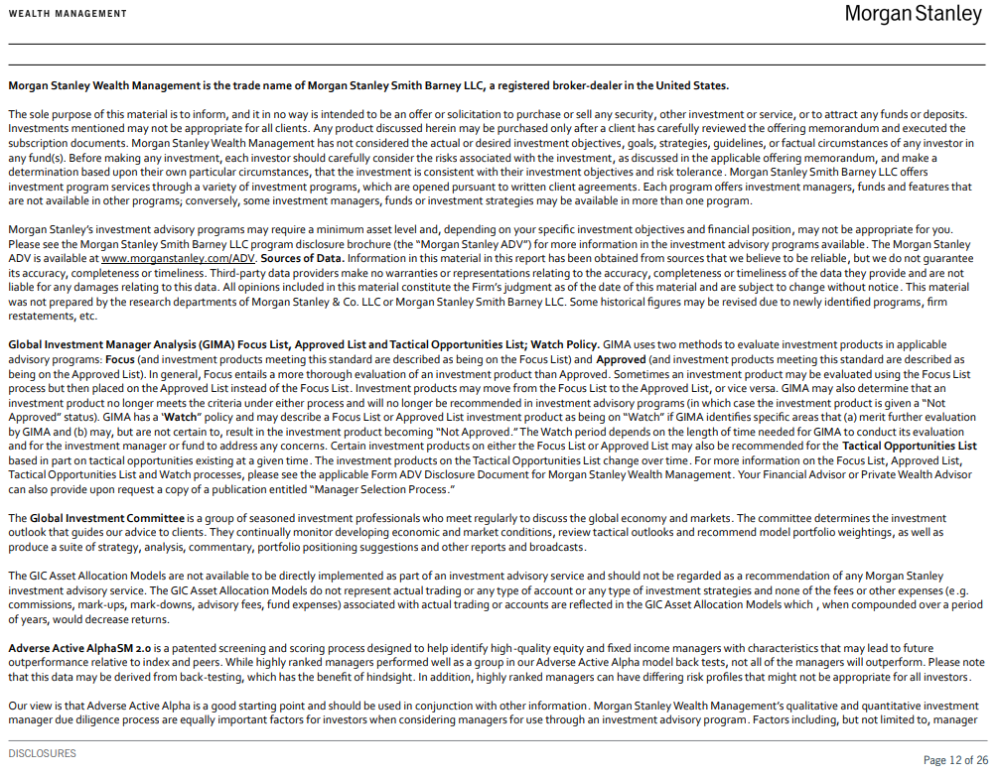 WEALTH MANAGEMENT
Morgan Stanley
Morgan Stanley Wealth Management is the trade name of Morgan Stanley Smith Barney LLC, a registered broker-dealer in the United States.
The sole purpose of this material is to inform, and it in no way is intended to be an offer or solicitation to purchase or sell any security, other investment or service, or to attract any funds or deposits.
Investments mentioned may not be appropriate for all clients. Any product discussed herein may be purchased only after a client has carefully reviewed the offering memorandum and executed the
subscription documents. Morgan Stanley Wealth Management has not considered the actual or desired investment objectives, goals, strategies, guidelines, or factual circumstances of any investor in
any fund(s). Before making any investment, each investor should carefully consider the risks associated with the investment, as discussed in the applicable offering memorandum, and make a
determination based upon their own particular circumstances, that the investment is consistent with their investment objectives and risk tolerance. Morgan Stanley Smith Barney LLC offers
investment program services through a variety of investment programs, which are opened pursuant to written client agreements. Each program offers investment managers, funds and features that
are not available in other programs; conversely, some investment managers, funds or investment strategies may be available in more than one program.
Morgan Stanley's investment advisory programs may require a minimum asset level and, depending on your specific investment objectives and financial position, may not be appropriate for you.
Please see the Morgan Stanley Smith Barney LLC program disclosure brochure (the "Morgan Stanley ADV") for more information in the investment advisory programs available. The Morgan Stanley
ADV is available at www.morganstanley.com/ADV. Sources of Data. Information in this material in this report has been obtained from sources that we believe to be reliable, but we do not guarantee
its accuracy, completeness or timeliness. Third-party data providers make no warranties or representations relating to the accuracy, completeness or timeliness of the data they provide and are not
liable for any damages relating to this data. All opinions included in this material constitute the Firm's judgment as of the date of this material and are subject to change without notice. This material
was not prepared by the research departments of Morgan Stanley & Co. LLC or Morgan Stanley Smith Barney LLC. Some historical figures may be revised due to newly identified programs, firm
restatements, etc.
Global Investment Manager Analysis (GIMA) Focus List, Approved List and Tactical Opportunities List; Watch Policy. GIMA uses two methods to evaluate investment products in applicable
advisory programs: Focus (and investment products meeting this standard are described as being on the Focus List) and Approved (and investment products meeting this standard are described as
being on the Approved List). In general, Focus entails a more thorough evaluation of an investment product than Approved. Sometimes an investment product may be evaluated using the Focus List
process but then placed on the Approved List instead of the Focus List. Investment products may move from the Focus List to the Approved List, or vice versa. GIMA may also determine that an
investment product no longer meets the criteria under either process and will no longer be recommended in investment advisory programs (in which case the investment product is given a "Not
Approved" status). GIMA has a 'Watch" policy and may describe a Focus List or Approved List investment product as being on "Watch" if GIMA identifies specific areas that (a) merit further evaluation
by GIMA and (b) may, but are not certain to, result in the investment product becoming "Not Approved." The Watch period depends on the length of time needed for GIMA to conduct its evaluation
and for the investment manager or fund to address any concerns. Certain investment products on either the Focus List or Approved List may also be recommended for the Tactical Opportunities List
based in part on tactical opportunities existing at a given time. The investment products on the Tactical Opportunities List change over time. For more information on the Focus List, Approved List,
Tactical Opportunities List and Watch processes, please see the applicable Form ADV Disclosure Document for Morgan Stanley Wealth Management. Your Financial Advisor or Private Wealth Advisor
can also provide upon request a copy of a publication entitled "Manager Selection Process."
The Global Investment Committee is a group of seasoned investment professionals who meet regularly to discuss the global economy and markets. The committee determines the investment
outlook that guides our advice to clients. They continually monitor developing economic and market conditions, review tactical outlooks and recommend model portfolio weightings, as well as
produce a suite of strategy, analysis, commentary, portfolio positioning suggestions and other reports and broadcasts.
The GIC Asset Allocation Models are not available to be directly implemented as part of an investment advisory service and should not be regarded as a recommendation of any Morgan Stanley
investment advisory service. The GIC Asset Allocation Models do not represent actual trading or any type of account or any type of investment strategies and none of the fees or other expenses (e.g.
commissions, mark-ups, mark-downs, advisory fees, fund expenses) associated with actual trading or accounts are reflected in the GIC Asset Allocation Models which , when compounded over a period
of years, would decrease returns.
Adverse Active AlphaSM 2.0 is a patented screening and scoring process designed to help identify high-quality equity and fixed income managers with characteristics that may lead to future
outperformance relative to index and peers. While highly ranked managers performed well as a group in our Adverse Active Alpha model back tests, not all of the managers will outperform. Please note
that this data may be derived from back-testing, which has the benefit of hindsight. In addition, highly ranked managers can have differing risk profiles that might not be appropriate for all investors.
Our view is that Adverse Active Alpha is a good starting point and should be used in conjunction with other information. Morgan Stanley Wealth Management's qualitative and quantitative investment
manager due diligence process are equally important factors for investors when considering managers for use through an investment advisory program. Factors including, but not limited to, manager
DISCLOSURES
Page 12 of 26